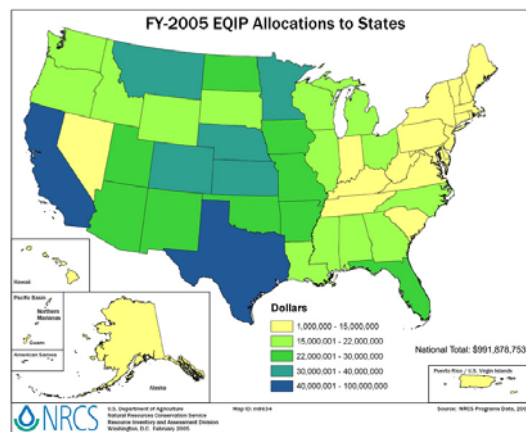 FY-2005 EQIP Allocations to States
Hawaii
Pacific Basin
Northern
Marianas
Guam
American Samoa
Alaska
Dollars
1,000,000 - 15,000,000
15,000,001 - 22,000,000
22,000,001 - 30,000,000
30,000,001 - 40,000,000
40,000,001 - 100,000,000
National Total: $991,878,753
Puerto Rico / U.S. Virgin Islands
NRCS
U.S. Department of Agriculture
Natural Resources Conservation Service
Resource Inventory and Assessment Division
Washington, D.C. February 2005
Map ID:
Source: NRCS Programs Data,